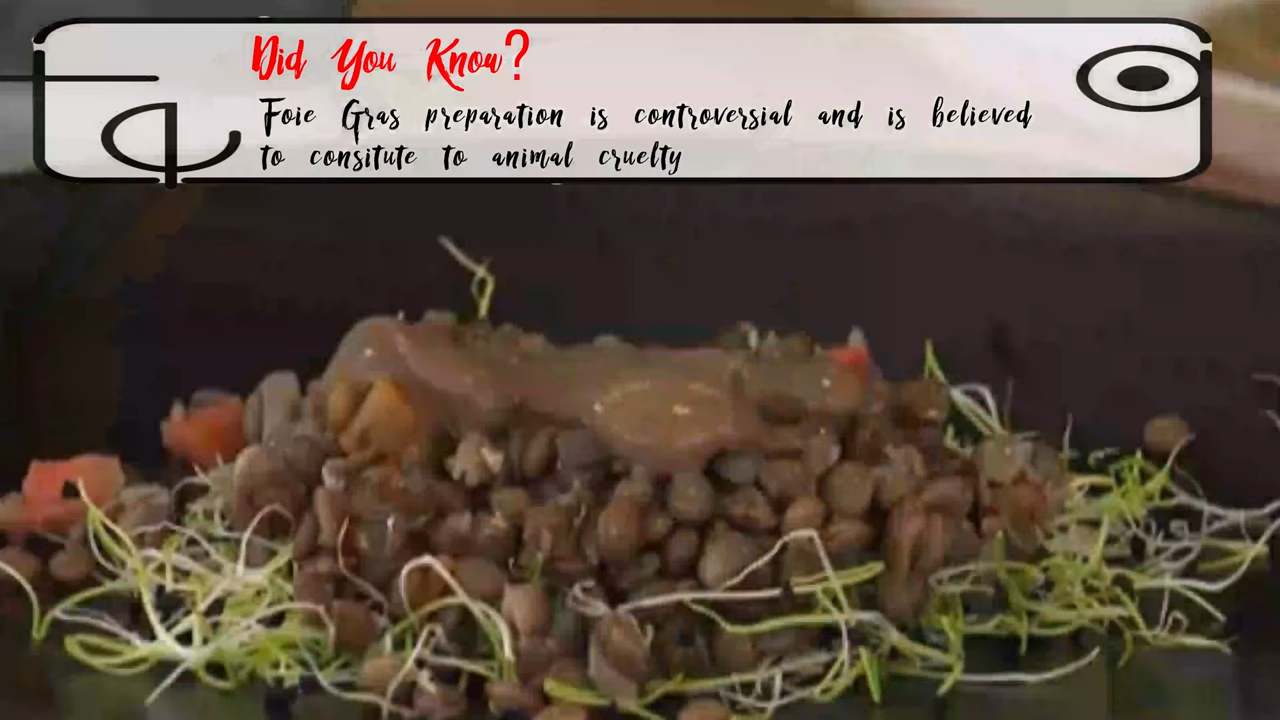 Did You Know?
Foie Gras preparation is controversial and is believed
to consitute to animal cruelty